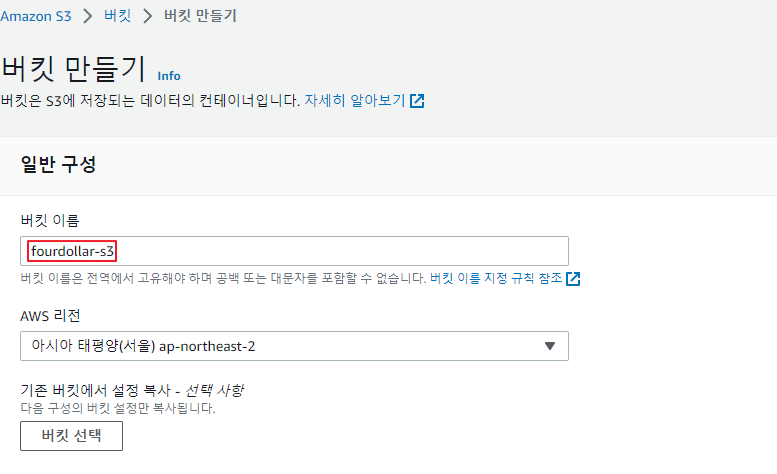 Amazon S3 > 버킷 > 버킷 만들기
버킷 만들기 Info
버킷은 S3에 저장되는 데이터의 컨테이너입니다. 자세히 알아보기
일반 구성
버킷 이름
fourdollar-s3
버킷 이름은 전역에서 고유해야 하며 공백 또는 대문자를 포함할 수 없습니다. 버킷 이름 지정 규칙 참조
AWS 리전
아시아 태평양(서울) ap-northeast-2
기존 버킷에서 설정 복사 - 선택 사항
다음 구성의 버킷 설정만 복사됩니다.
버킷 선택